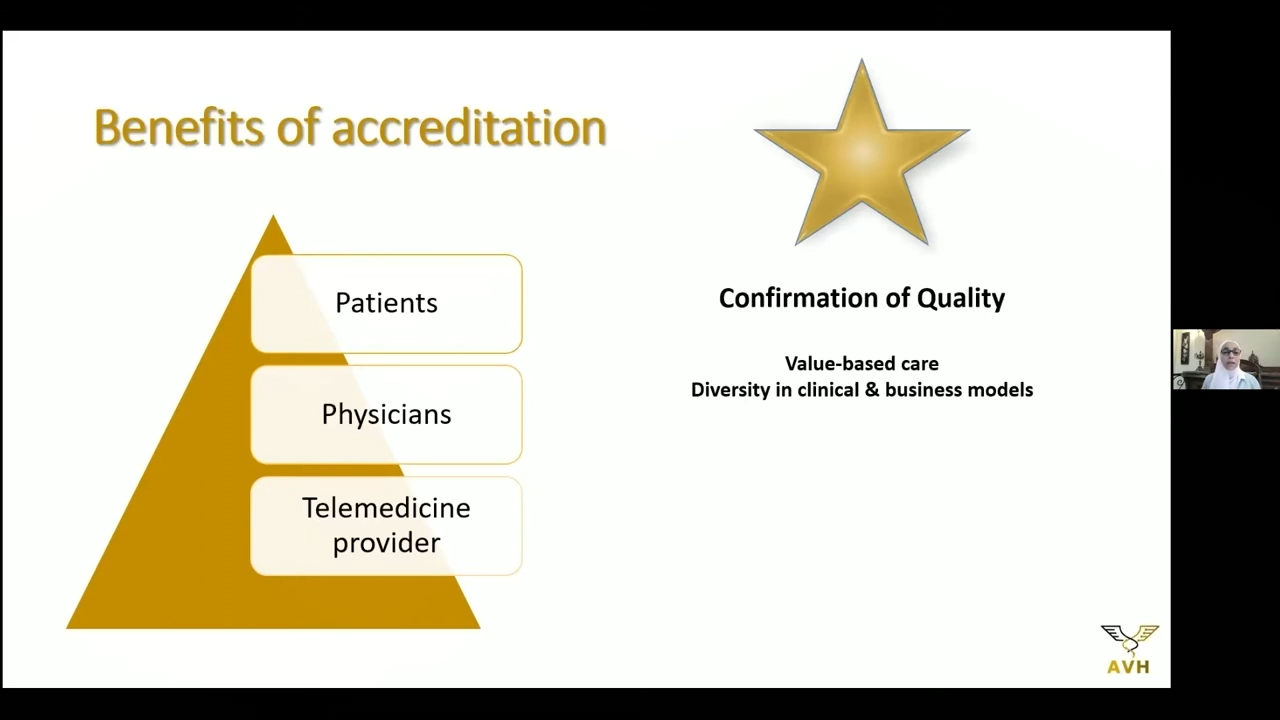 Benefits of accreditation
Patients
Physicians
Telemedicine
provider
Confirmation of Quality
Value-based care
Diversity in clinical & business models
AVH